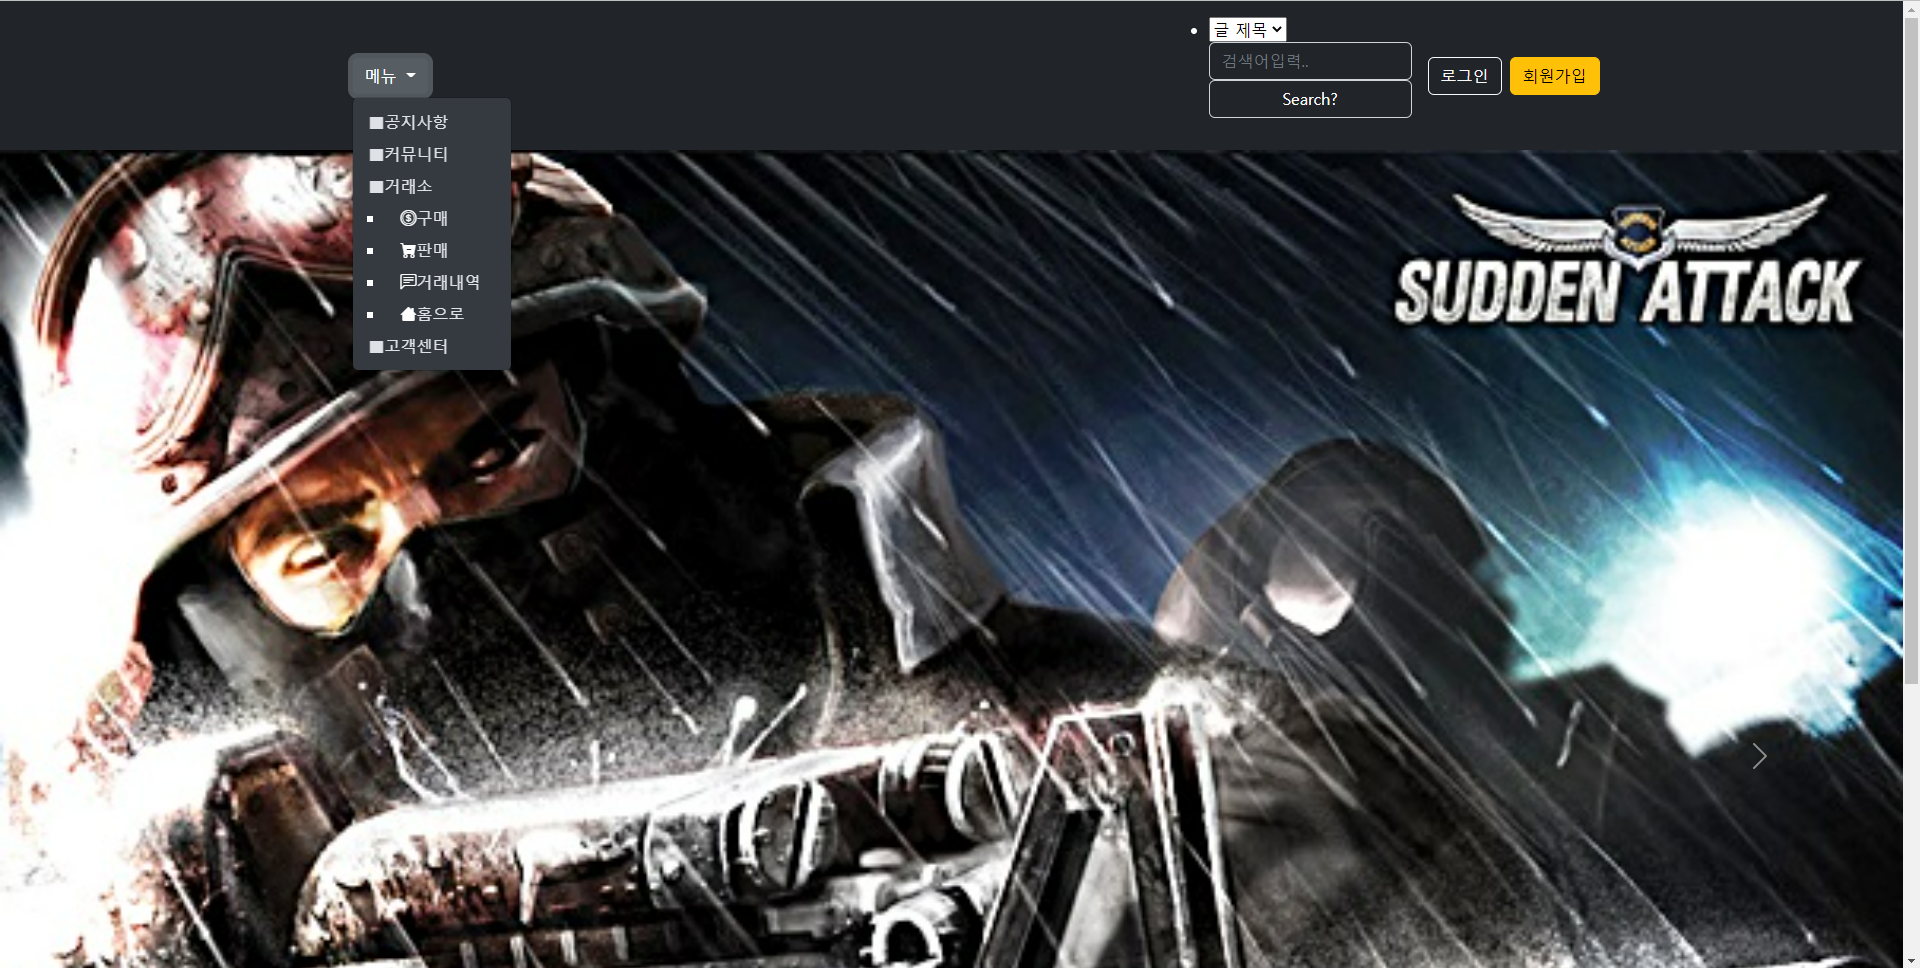 글 제목
검색어입력..
Search?
로그인
회원가입
메뉴
공지사항
커뮤니티
거래소
구매
판매
거래내역
홈으로
고객센터
SUDDEN ATTACK